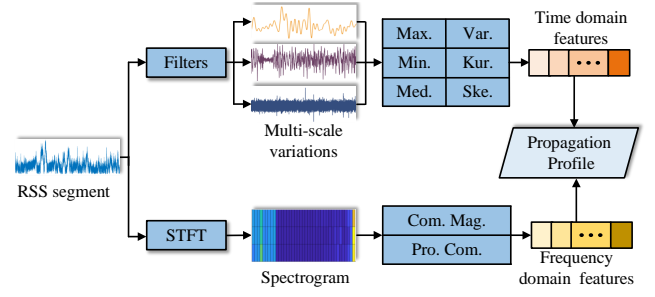 Time domain
features
Filters
Max.
Var.
Min.
Kur.
Med.
Ske.
Multi-scale
variations
Propagation
Profile
RSS segment
STFT
Com. Mag.
Pro. Com.
Spectrogram
Frequency
domain features